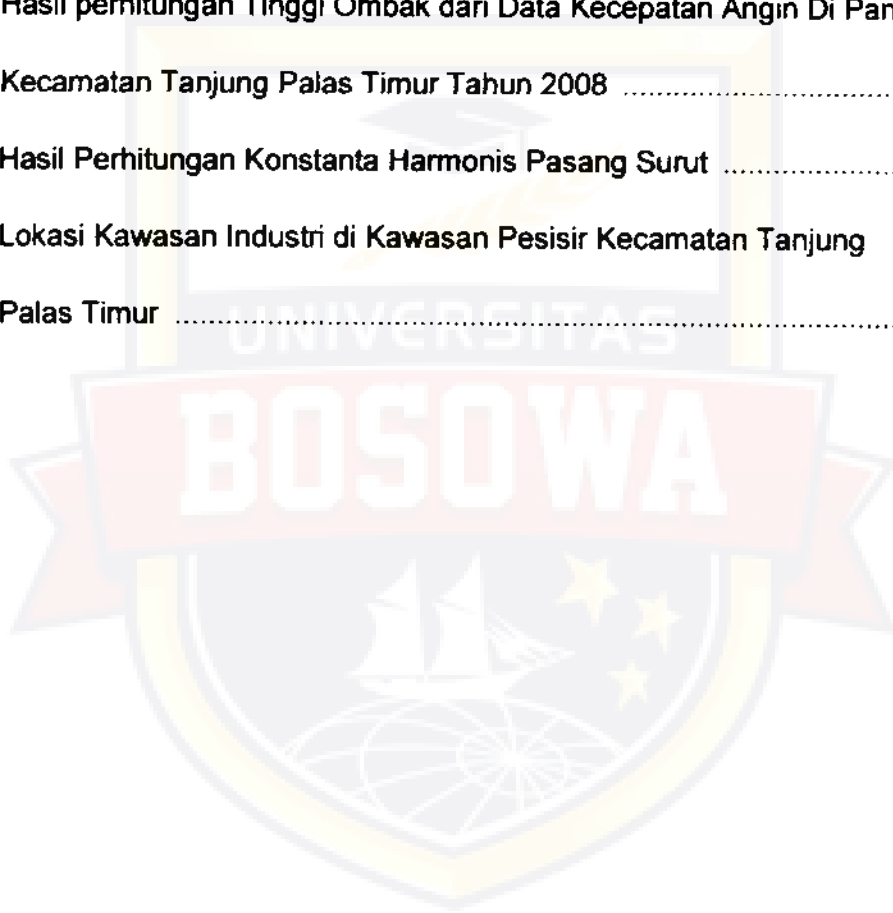 Hasil perhitungan Tinggi Ombak dari Data Kecepatan Angin Di
Kecamatan Tanjung Palas Timur Tahun 2008 ................................
Hasil Perhitungan Konstanta Harmonis Pasang Surut ....................
Lokasi Kawasan Industri di Kawasan Pesisir Kecamatan Tanjung
Palas Timur ................................................................................
UNIVERSITAS
BOSOWA